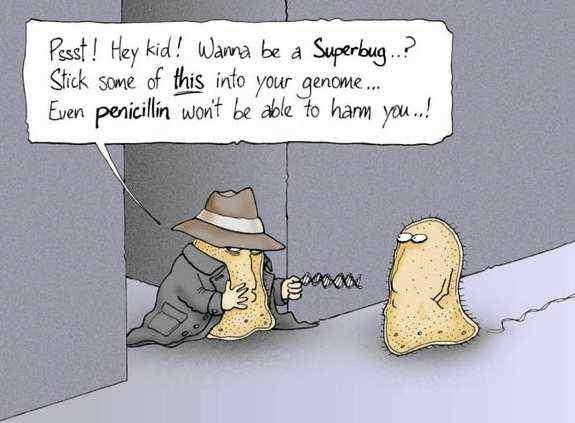 Pssst! Hey kid! Wanna be a Superbug..?
Stick some of this into your genome...
Even penicillin won't be able to harm you..!